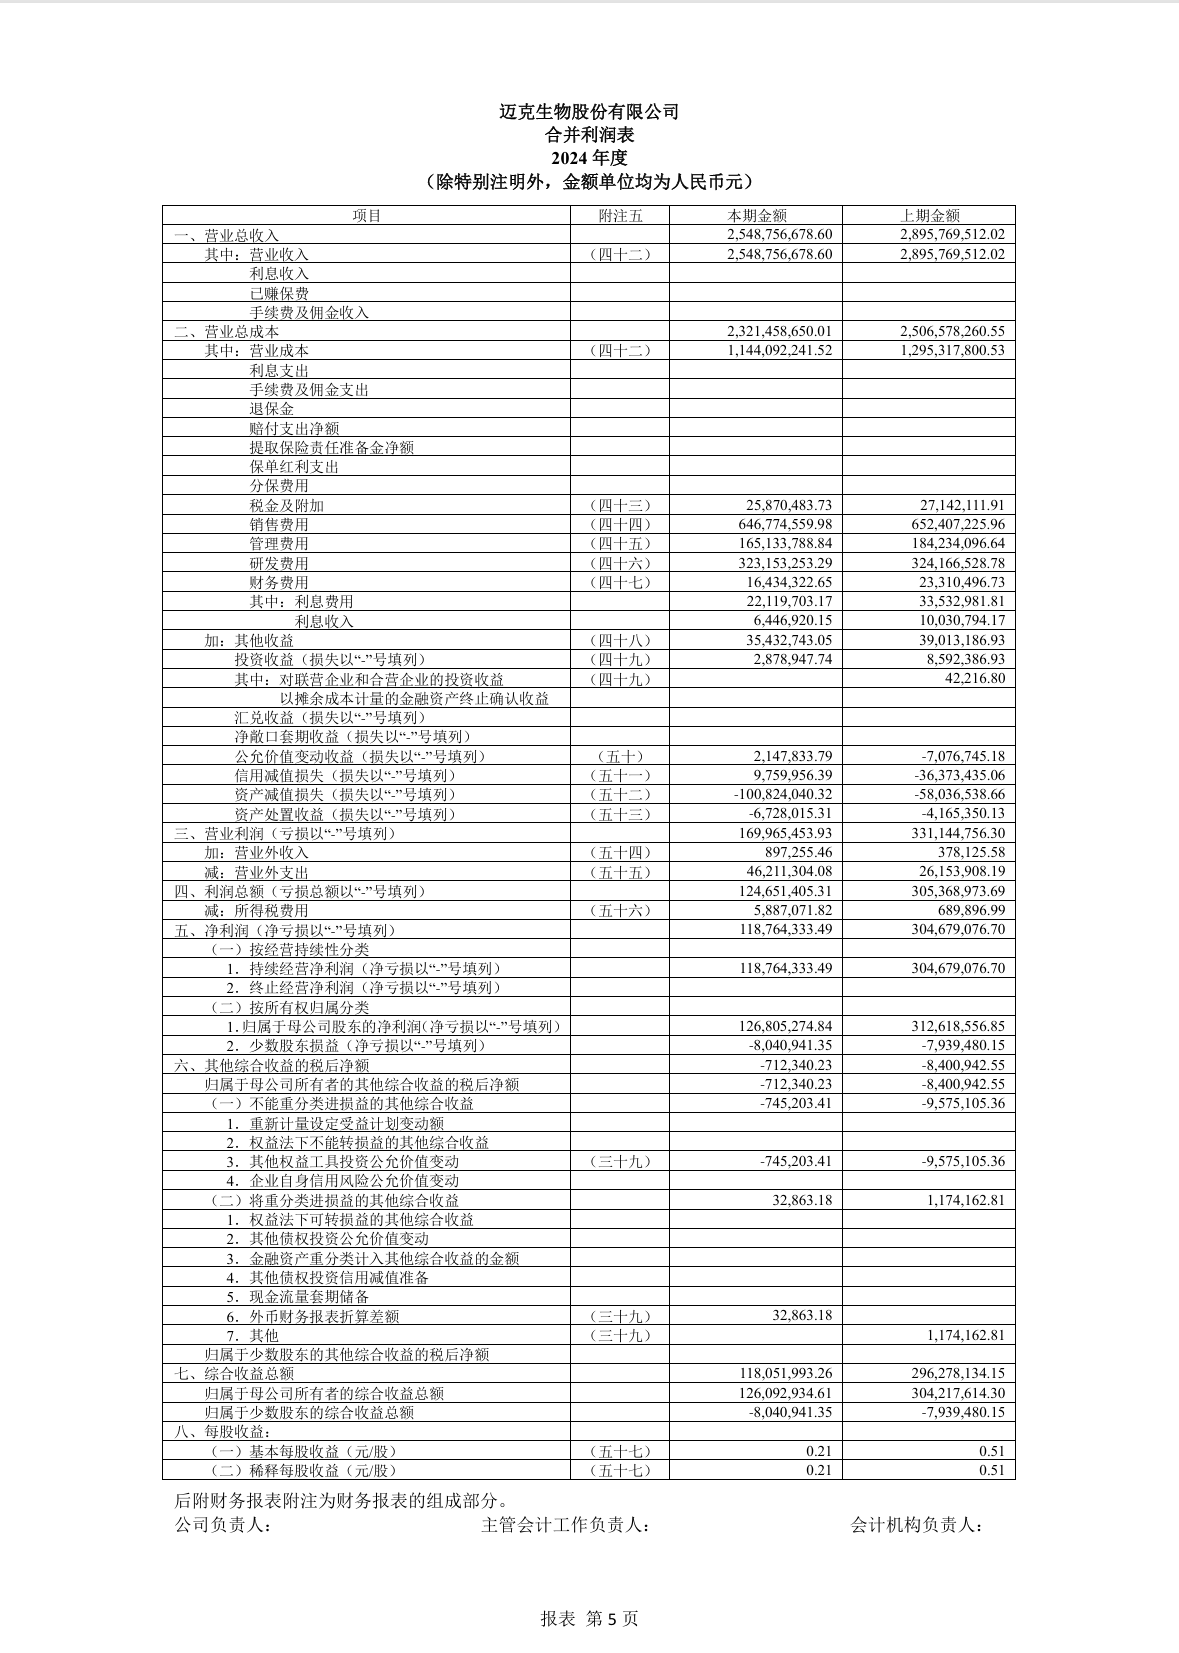 迈克生物股份有限公司
合并利润表
2024 年度
（除特别注明外，金额单位均为人民币元）
项目 附注五 本期金额 上期金额
一、营业总收入 2,548,756,678.60 2,895,769,512.02
其中：营业收入 （四十二） 2,548,756,678.60 2,895,769,512.02
利息收入
已赚保费
手续费及佣金收入
二、营业总成本 2,321,458,650.01 2,506,578,260.55
其中：营业成本 （四十二） 1,144,092,241.52 1,295,317,800.53
利息支出
手续费及佣金支出
退保金
赔付支出净额
提取保险责任准备金净额
保单红利支出
分保费用
税金及附加 （四十三） 25,870,483.73 27,142,111.91
销售费用 （四十四） 646,774,559.98 652,407,225.96
管理费用 （四十五） 165,133,788.84 184,234,096.64
研发费用 （四十六） 323,153,253.29 324,166,528.78
财务费用 （四十七） 16,434,322.65 23,310,496.73
其中：利息费用 22,119,703.17 33,532,981.81
利息收入 6,446,920.15 10,030,794.17
加：其他收益 （四十八） 35,432,743.05 39,013,186.93
投资收益（损失以“-”号填列） （四十九） 2,878,947.74 8,592,386.93
其中：对联营企业和合营企业的投资收益 （四十九） 42,216.80
以摊余成本计量的金融资产终止确认收益
汇兑收益（损失以“-”号填列）
净敞口套期收益（损失以“-”号填列）
公允价值变动收益（损失以“-”号填列） （五十） 2,147,833.79 -7,076,745.18
信用减值损失（损失以“-”号填列） （五十一） 9,759,956.39 -36,373,435.06
资产减值损失（损失以“-”号填列） （五十二） -100,824,040.32 -58,036,538.66
资产处置收益（损失以“-”号填列） （五十三） -6,728,015.31 -4,165,350.13
三、营业利润（亏损以“-”号填列） 169,965,453.93 331,144,756.30
加：营业外收入 （五十四） 897,255.46 378,125.58
减：营业外支出 （五十五） 46,211,304.08 26,153,908.19
四、利润总额（亏损总额以“-”号填列） 124,651,405.31 305,368,973.69
减：所得税费用 （五十六） 5,887,071.82 689,896.99
五、净利润（净亏损以“-”号填列） 118,764,333.49 304,679,076.70
（一）按经营持续性分类
1．持续经营净利润（净亏损以“-”号填列） 118,764,333.49 304,679,076.70
2．终止经营净利润（净亏损以“-”号填列）
（二）按所有权归属分类
1.归属于母公司股东的净利润（净亏损以“-”号填列） 126,805,274.84 312,618,556.85
2．少数股东损益（净亏损以“-”号填列） -8,040,941.35 -7,939,480.15
六、其他综合收益的税后净额 -712,340.23 -8,400,942.55
归属于母公司所有者的其他综合收益的税后净额 -712,340.23 -8,400,942.55
（一）不能重分类进损益的其他综合收益 -745,203.41 -9,575,105.36
1．重新计量设定受益计划变动额
2．权益法下不能转损益的其他综合收益
3．其他权益工具投资公允价值变动 （三十九） -745,203.41 -9,575,105.36
4．企业自身信用风险公允价值变动
（二）将重分类进损益的其他综合收益 32,863.18 1,174,162.81
1．权益法下可转损益的其他综合收益
2．其他债权投资公允价值变动
3．金融资产重分类计入其他综合收益的金额
4．其他债权投资信用减值准备
5．现金流量套期储备
6．外币财务报表折算差额 （三十九） 32,863.18
7．其他 （三十九） 1,174,162.81
归属于少数股东的其他综合收益的税后净额
七、综合收益总额 118,051,993.26 296,278,134.15
归属于母公司所有者的综合收益总额 126,092,934.61 304,217,614.30
归属于少数股东的综合收益总额 -8,040,941.35 -7,939,480.15
八、每股收益：
（一）基本每股收益（元/股） （五十七） 0.21 0.51
（二）稀释每股收益（元/股） （五十七） 0.21 0.51
后附财务报表附注为财务报表的组成部分。
公司负责人： 主管会计工作负责人： 会计机构负责人：
报表 第 5 页